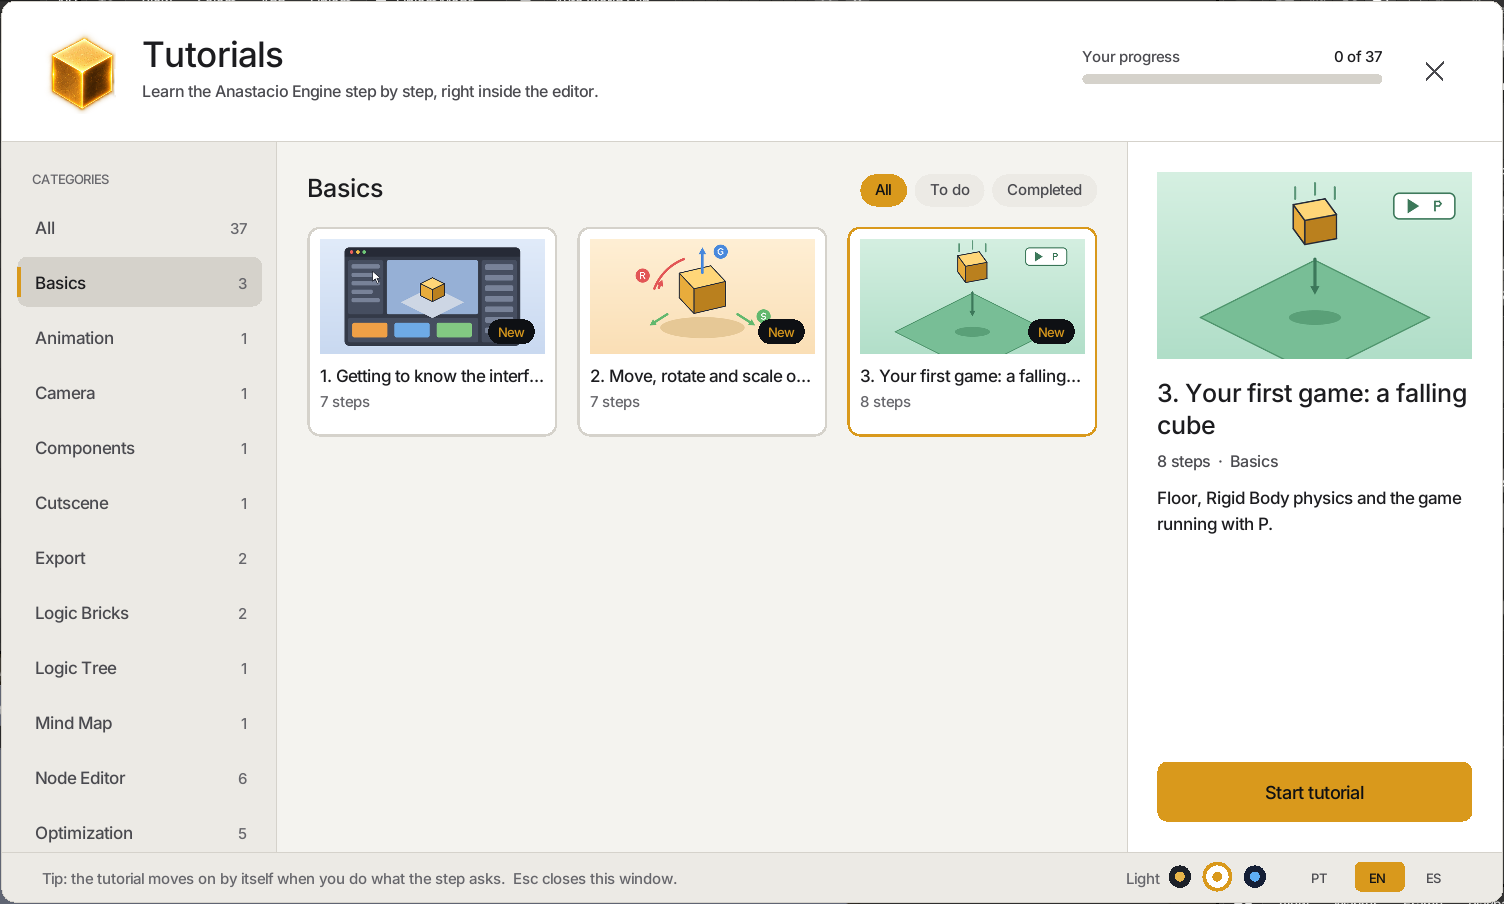 Tutorials
Learn the Anastacio Engine step by step, right inside the editor.
Your progress 0 of 37
CATEGORIES
All 37
Basics 3
Animation 1
Camera 1
Components 1
Cutscene 1
Export 2
Logic Bricks 2
Logic Tree 1
Mind Map 1
Node Editor 6
Optimization 5
Basics
All To do Completed
New
1. Getting to know the interf...
7 steps
R G S
New
2. Move, rotate and scale o...
7 steps
P
New
3. Your first game: a falling...
8 steps
P
3. Your first game: a falling
cube
8 steps · Basics
Floor, Rigid Body physics and the game
running with P.
Start tutorial
Tip: the tutorial moves on by itself when you do what the step asks. Esc closes this window.
Light PT EN ES